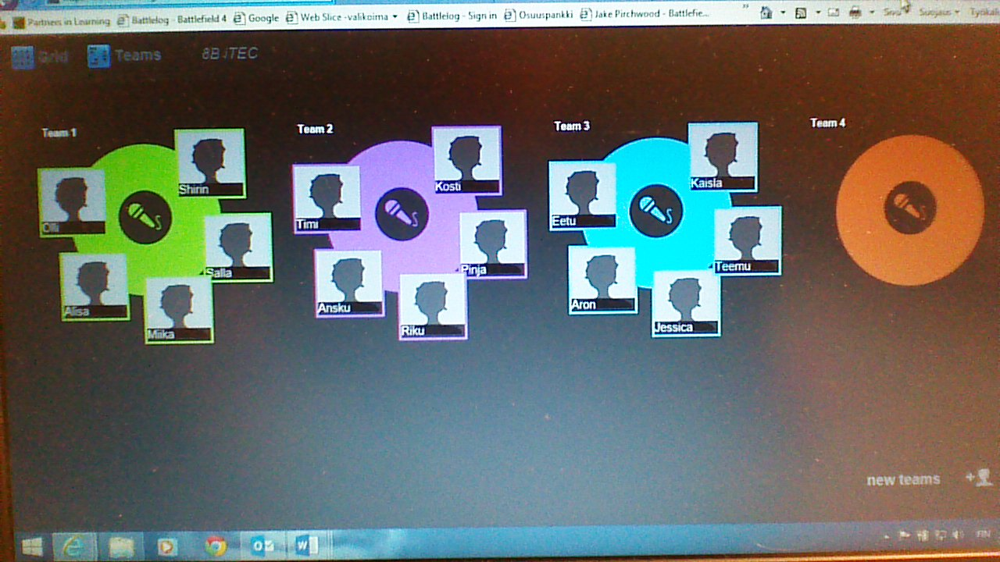 Partners in Learning Battlelog - Battlefield 4 Google Web Slice -valikoima Battlelog - Sign in Osuuspankki Jake Pirchwood - Battlefie... »
Sivu Suojaus Työkalu
Grid Teams 8B iTEC
Team 1 Team 2 Team 3 Team 4
Shirin Kosti Kaisla
Olli Timi Eetu
Salla Pinja Teemu
Alisa Ansku Aron
Miika Riku Jessica
new teams +
FIN